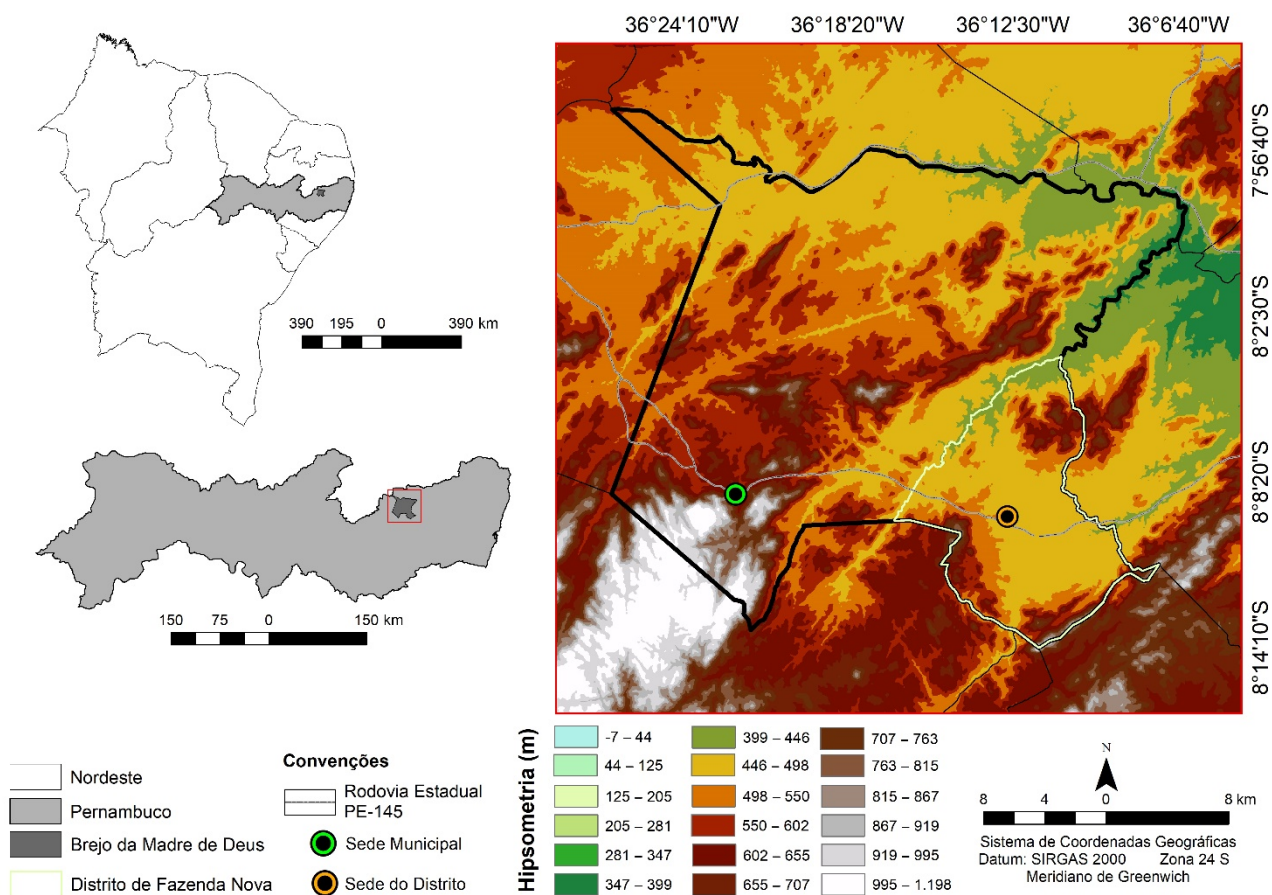 36°24'10"W 36°18'20"W 36°12'30"W 36°6'40"W
7°56'40"S
8°2'30"S
8°8'20"S
8°14'10"S
390 195 0 390 km
150 75 0 150 km
Nordeste
Pernambuco
Brejo da Madre de Deus
Distrito de Fazenda Nova
Convenções
Rodovia Estadual
PE-145
Sede Municipal
Sede do Distrito
Hipsometria (m)
-7 – 44
44 – 125
125 – 205
205 – 281
281 – 347
347 – 399
399 – 446
446 – 498
498 – 550
550 – 602
602 – 655
655 – 707
707 – 763
763 – 815
815 – 867
867 – 919
919 – 995
995 – 1.198
N
8 4 0 8 km
Sistema de Coordenadas Geográficas
Datum: SIRGAS 2000 Zona 24 S
Meridiano de Greenwich